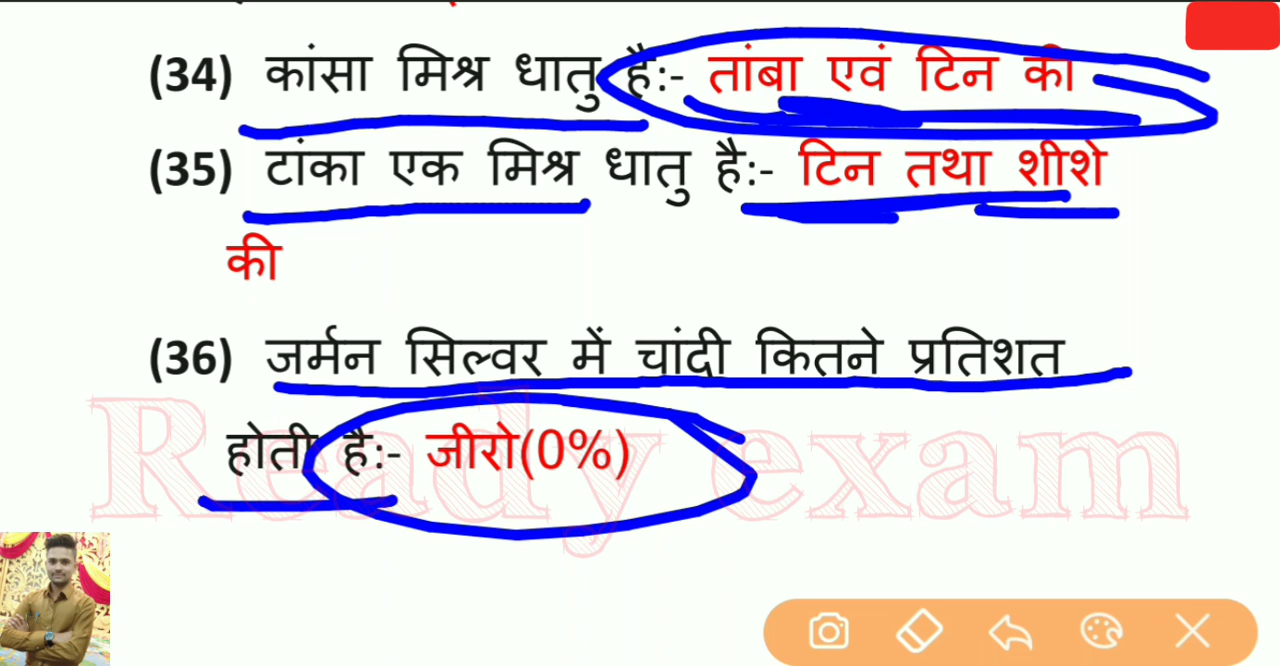 (34) कांसा मिश्र धातु है:- तांबा एवं टिन की
(35) टांका एक मिश्र धातु है:- टिन तथा शीशे
की
(36) जर्मन सिल्वर में चांदी कितने प्रतिशत
होती है:- जीरो(0%)
Ready exam